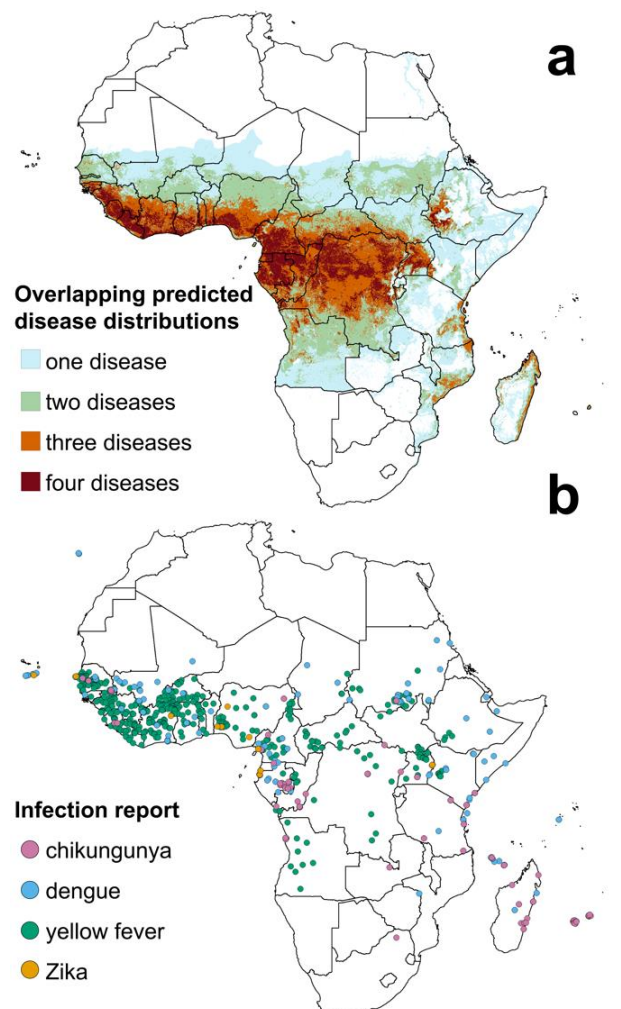 a
Overlapping predicted
disease distributions
one disease
two diseases
three diseases
four diseases
b
Infection report
chikungunya
dengue
yellow fever
Zika